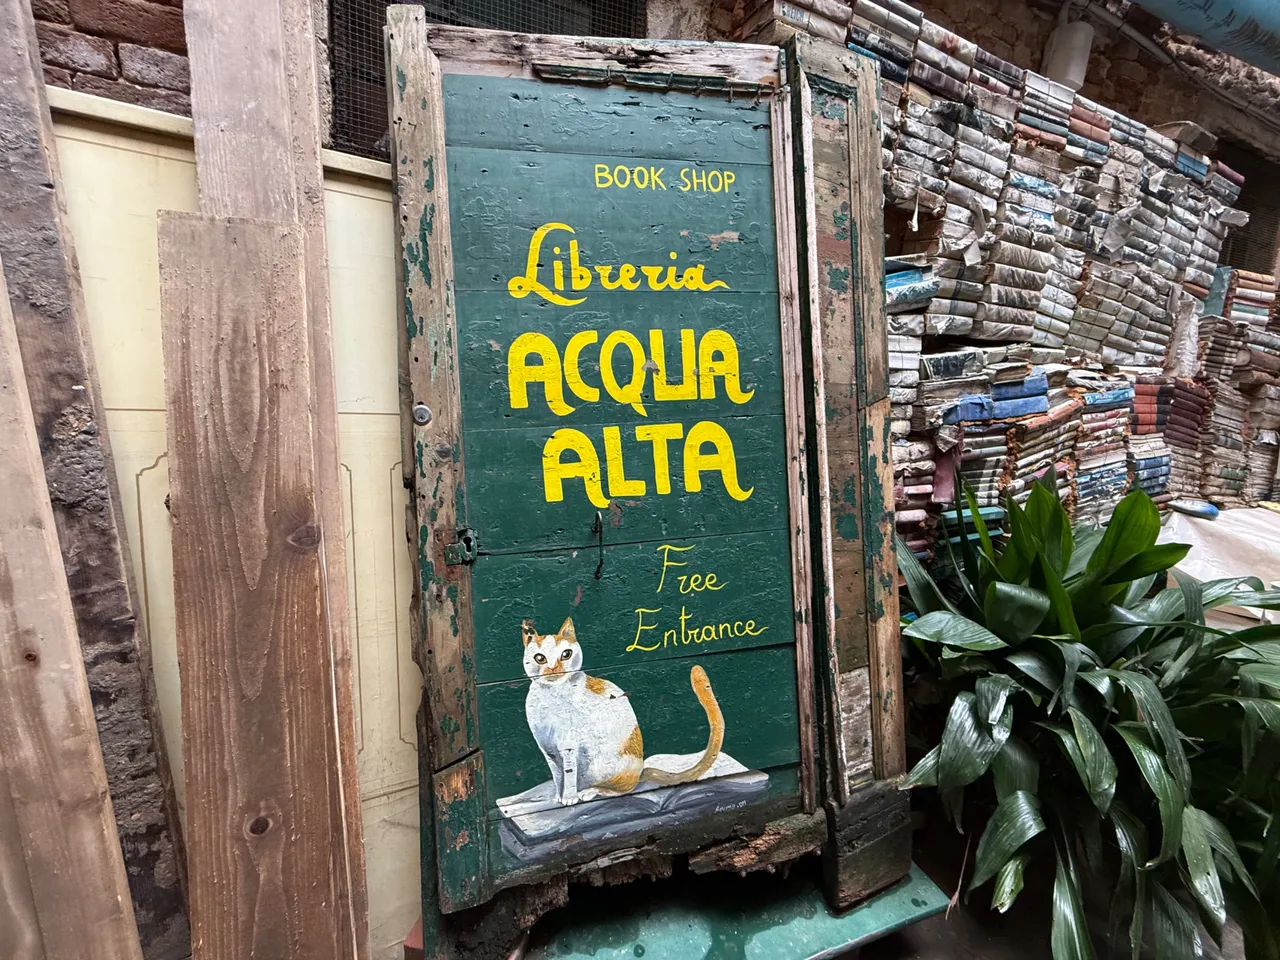 BOOK SHOP
Libreria
ACQUA
ALTA
Free
Entrance